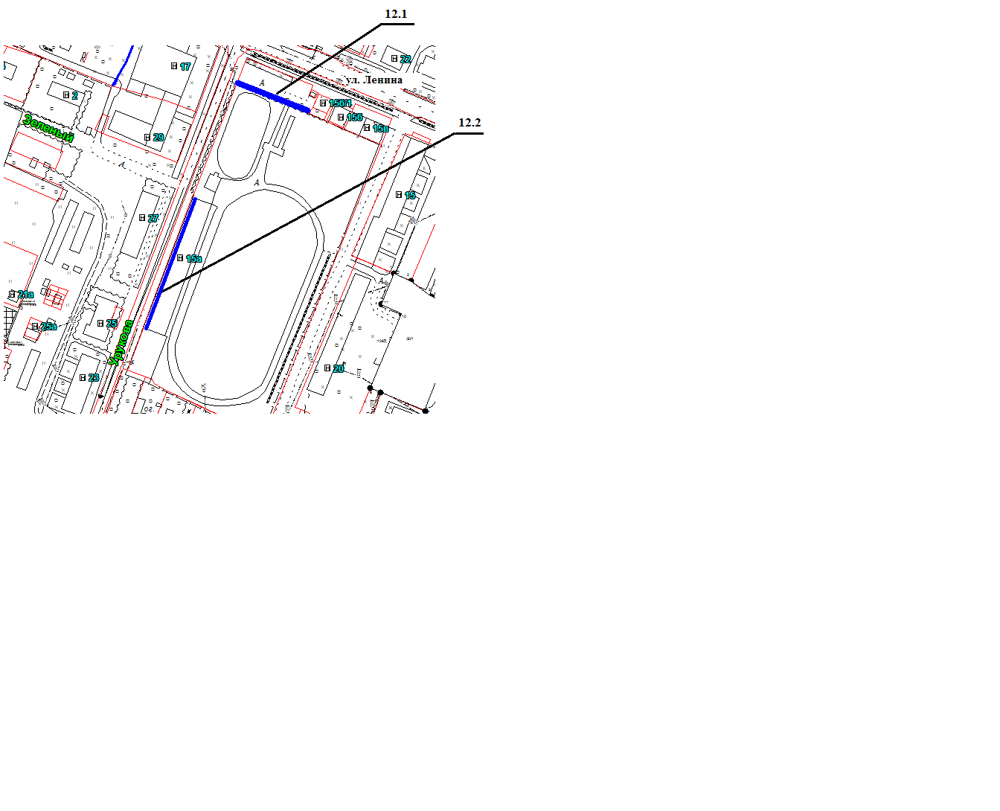 12.1
22
17
ул. Ленина
А
2
15б/1
15б
15в
12.2
Зеленый
29
А
А
15
27
15а
21а
А
25
25а
Урукова
20
23
ог.